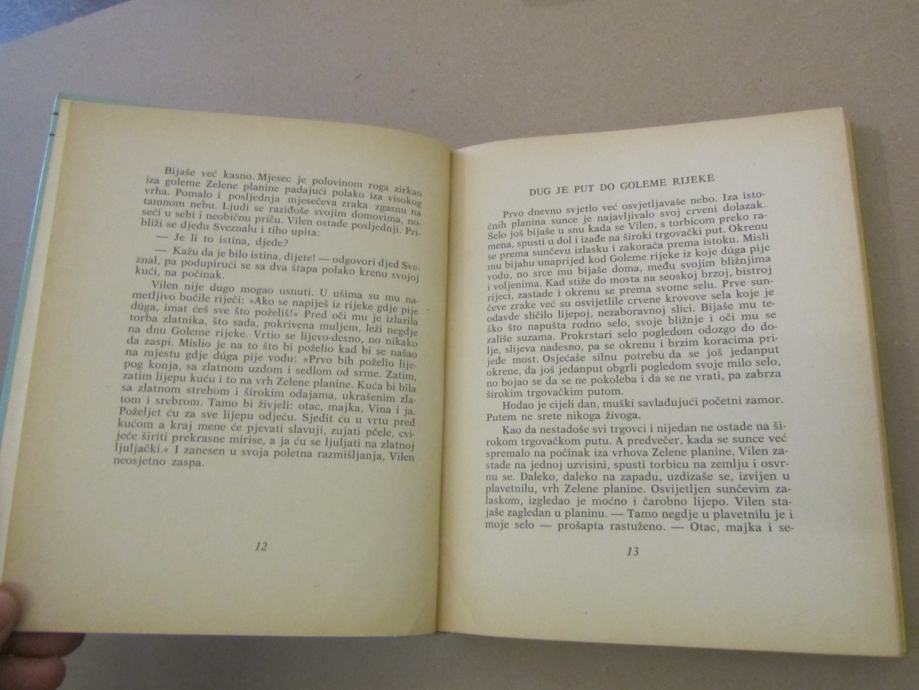 Bijaše već kasno. Mjesec je polovinom roga zirkao
iza goleme Zelene planine padajući polako iza visokog
vrha. Pomalo i posljednja mjesečeva zraka zgasnu na
tamnom nebu. Ljudi se raziđoše svojim domovima, no-
seći u sebi i neobičnu priču. Vilen ostade posljednji. Pri-
bliži se djedu Sveznalu i tiho upita:
— Je li to istina, djede?
— Kažu da je bilo istina, dijete! — odgovori djed Sve-
znal, pa podupirući se sa dva štapa polako krenu svojoj
kući, na počinak.
Vilen nije dugo mogao usnuti. U ušima su mu na-
metljivo bučile riječi: »Ako se napiješ iz rijeke gdje pije
dúga, imat ćeš sve što poželiš!« Pred oči mu je izlazila
torba zlatnika, što sada, pokrivena muljem, leži negdje
na dnu Goleme rijeke. Vrtio se lijevo-desno, no nikako
da zaspi. Mislio je na to što bi poželio kad bi se našao
na mjestu gdje dúga pije vodu: »Prvo bih poželio lije-
pog konja, sa zlatnom uzdom i sedlom od srme. Zatim,
zatim lijepu kuću i to na vrh Zelene planine. Kuća bi bila
sa zlatnom strehom i širokim odajama, ukrašenim zla-
tom i srebrom. Tamo bi živjeli: otac, majka, Vina i ja.
Poželjet ću za sve lijepu odjeću. Sjedit ću u vrtu pred
kućom a kraj mene će pjevati slavuji, zujati pčele, cvi-
jeće širiti prekrasne mirise, a ja ću se ljuljati na zlatnoj
ljuljački.« I zanesen u svoja poletna razmišljanja, Vilen
neosjetno zaspa.
12
DUG JE PUT DO GOLEME RIJEKE
Prvo dnevno svjetlo već osvjetljavaše nebo. Iza isto-
čnih planina sunce je najavljivalo svoj crveni dolazak.
Selo još bijaše u snu kada se Vilen, s torbicom preko ra-
mena, spusti u dol i izađe na široki trgovački put. Okrenu
se prema sunčevu izlasku i zakorača prema istoku. Misli
mu bijahu unaprijed kod Goleme rijeke iz koje dúga pije
vodu, no srce mu bijaše doma, među svojim bližnjima
i voljenima. Kad stiže do mosta na seoskoj brzoj, bistroj
rijeci, zastade i okrenu se prema svome selu. Prve sun-
čeve zrake već su osvijetlile crvene krovove sela koje je
odavde sličilo lijepoj, nezaboravnoj slici. Bijaše mu te-
ško što napušta rodno selo, svoje bližnje i oči mu se
zališe suzama. Prokrstari selo pogledom odozgo do do-
lje, slijeva nadesno, pa se okrenu i brzim koracima pri-
jeđe most. Osjećaše silnu potrebu da se još jedanput
okrene, da još jedanput obgrli pogledom svoje milo selo,
no bojao se da se ne pokoleba i da se ne vrati, pa zabrza
širokim trgovačkim putom.
Hodao je cijeli dan, muški savlađujući početni zamor.
Putem ne srete nikoga živoga.
Kao da nestadoše svi trgovci i nijedan ne ostade na ši-
rokom trgovačkom putu. A predvečer, kada se sunce već
spremalo na počinak iza vrhova Zelene planine, Vilen za-
stade na jednoj uzvisini, spusti torbicu na zemlju i osvr-
nu se. Daleko, daleko na zapadu, uzdizaše se, izvijen u
plavetnilu, vrh Zelene planine. Osvijetljen sunčevim za-
laskom, izgledao je moćno i čarobno lijepo. Vilen sta-
jaše zagledan u planinu. — Tamo negdje u plavetnilu je i
moje selo — prošapta rastuženo. — Otac, majka i se-
13